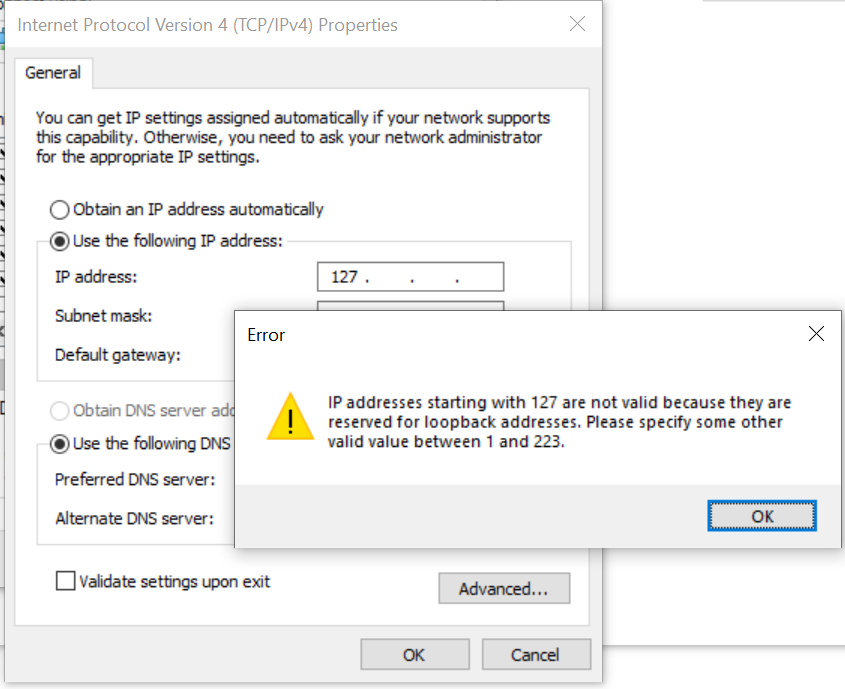 Internet Protocol Version 4 (TCP/IPv4) Properties
General
You can get IP settings assigned automatically if your network supports
this capability. Otherwise, you need to ask your network administrator
for the appropriate IP settings.
Obtain an IP address automatically
Use the following IP address:
IP address:
127 . . .
Subnet mask:
Default gateway:
Obtain DNS server
Use the following DNS
Preferred DNS server:
Alternate DNS server:
Validate settings upon exit
Advanced...
OK
Cancel
Error
IP addresses starting with 127 are not valid because they are
reserved for loopback addresses. Please specify some other
valid value between 1 and 223.
OK